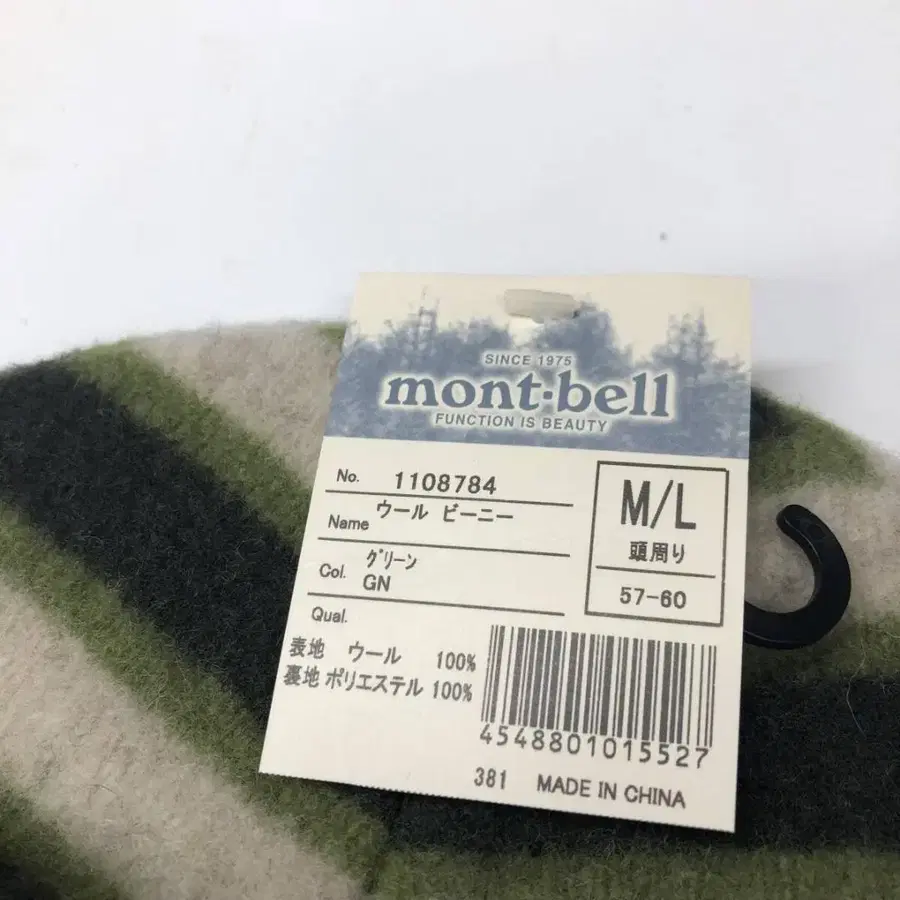 SINCE 1975
mont·bell
FUNCTION IS BEAUTY
No. 1108784
Name ウール ビーニー
Col. グリーン
GN
M/L
頭周り
57-60
Qual.
表地 ウール 100%
裏地 ポリエステル 100%
4548801015527
381 MADE IN CHINA